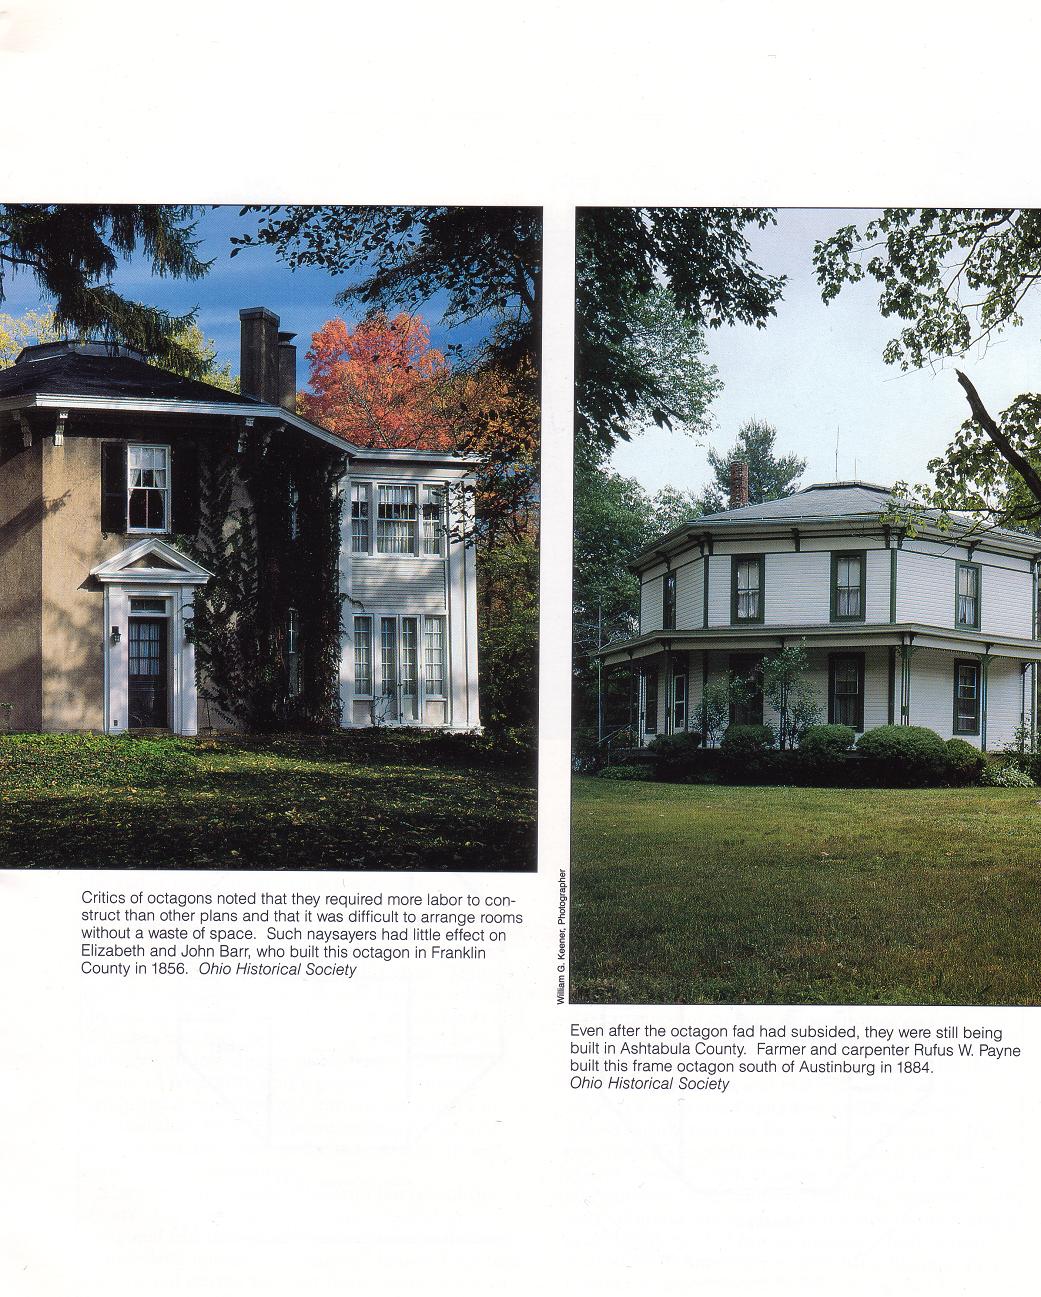 Critics of octagons noted that they required more labor to con-
struct than other plans and that it was difficult to arrange rooms
without a waste of space.  Such naysayers had little effect on
Elizabeth and John Barr, who built this octagon in Franklin
County in 1856.  Ohio Historical Society
William G. Keener, Photographer
Even after the octagon fad had subsided, they were still being
built in Ashtabula County.  Farmer and carpenter Rufus W. Payne
built this frame octagon south of Austinburg in 1884.
Ohio Historical Society